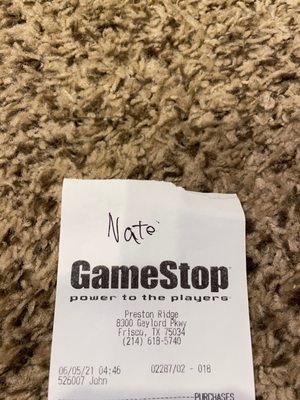 Nate
GameStop
power to the players
Preston Ridge
8300 Gaylord Pkwy
Frisco, TX 75034
(214) 618-5740
06/05/21 04:46 02287/02 - 018
526007 John
PURCHASES